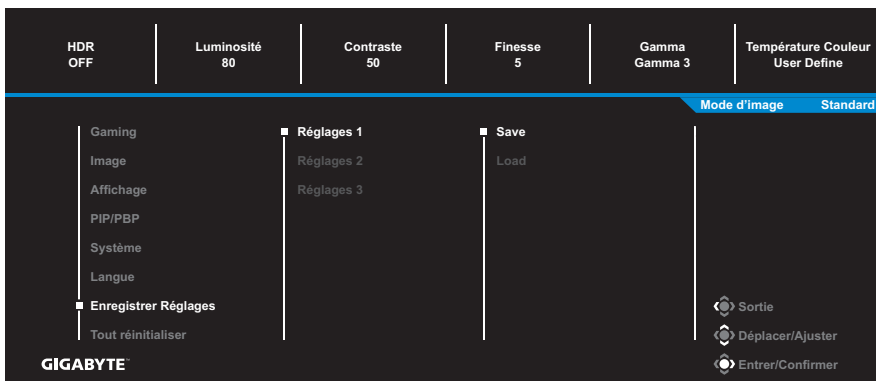 HDR
OFF
Luminosité
80
Contraste
50
Finesse
5
Gamma
Gamma 3
Température Couleur
User Define
Mode d'image Standard
Gaming
Image
Affichage
PIP/PBP
Système
Langue
Enregistrer Réglages
Tout réinitialiser
Réglages 1
Réglages 2
Réglages 3
Save
Load
Sortie
Déplacer/Ajuster
Entrer/Confirmer
GIGABYTE™